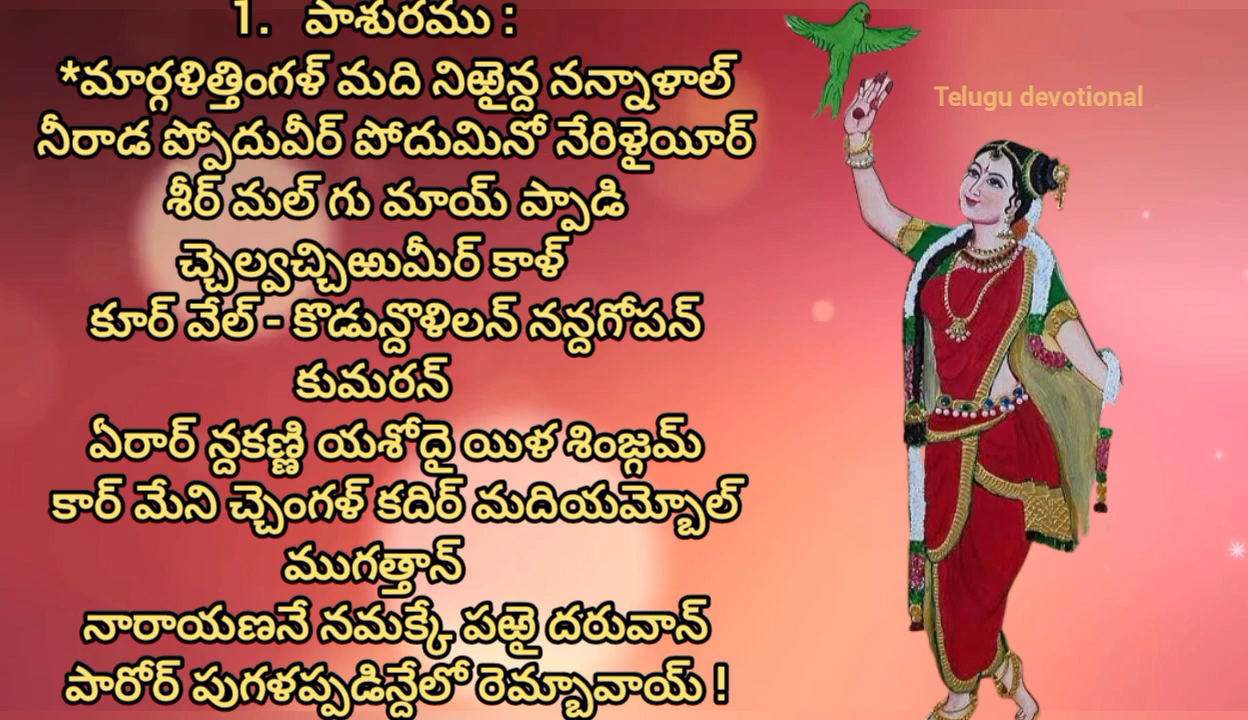 1. పాశురము :
*మార్గళిత్తింగళ్ మది నిఱైన్ద నన్నాళాల్
నీరాడ ప్పోదువీర్ పోదుమినో నేరిళైయీర్
శీర్ మల్ గు మాయ్ ప్పాడి
చ్చెల్వచ్చిఱుమీర్ కాళ్
కూర్ వేల్ - కొడున్దొళిలన్ నన్దగోపన్
కుమరన్
ఏరార్ న్దకణ్ణి యశోదై యిళ శింఙ్గమ్
కార్ మేని చ్చెంగళ్ కదిర్ మదియమ్బోల్
ముగత్తాన్
నారాయణనే నమక్కే పఱై దరువాన్
పారోర్ పుగళప్పడిన్దేలో రెమ్బావాయ్ !
Telugu devotional